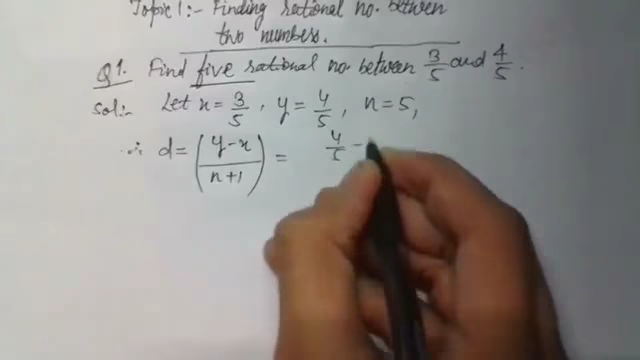 Topic 1:- Finding rational no. between
two numbers.
Q1. Find five rational no. between 3/5 and 4/5.
Sol:- Let x = 3/5, y = 4/5, n = 5,
∴ d = (y-x / n+1) = 4/5 -